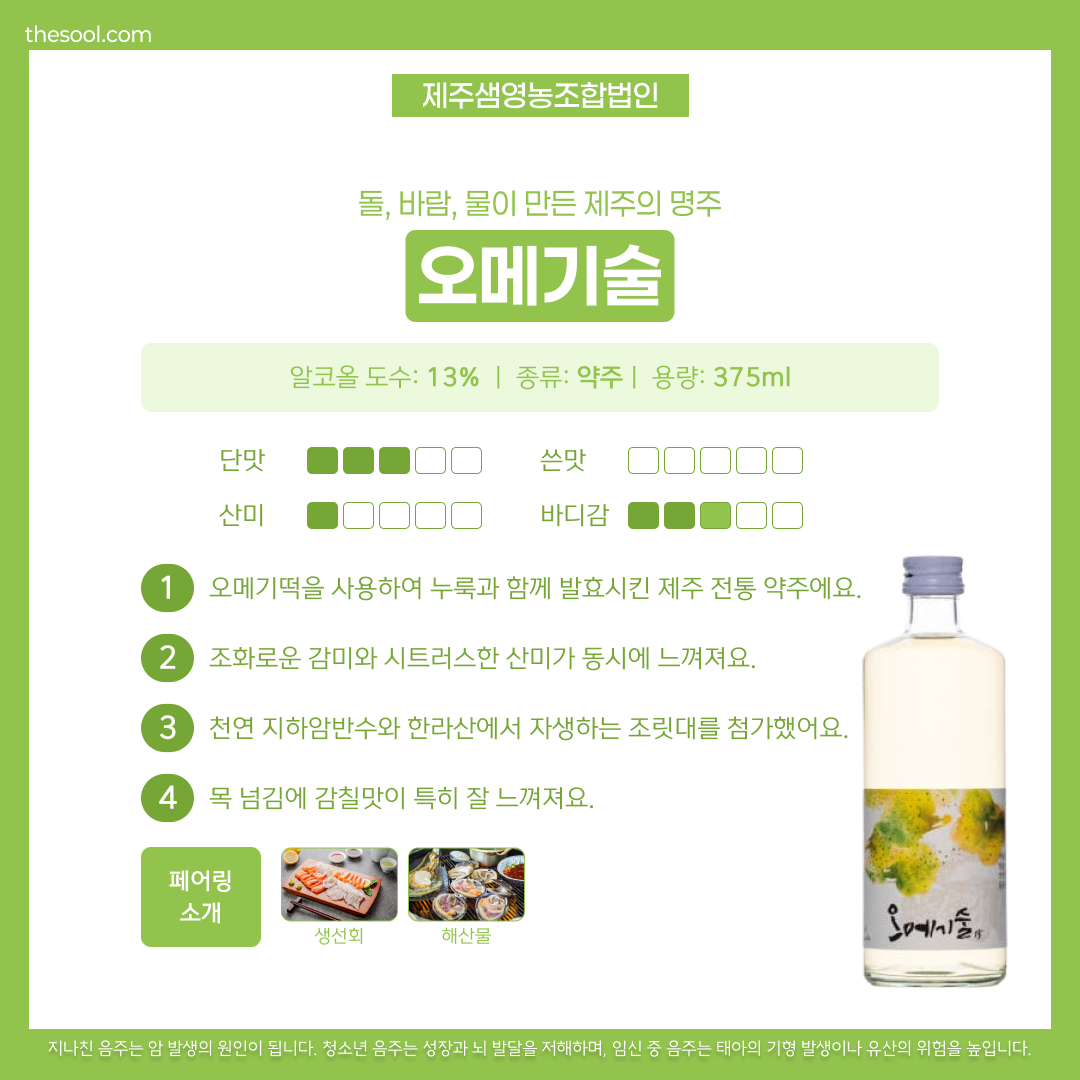 thesool.com
제주샘영농조합법인
돌, 바람, 물이 만든 제주의 명주
오메기술
알코올 도수: 13% | 종류: 약주 | 용량: 375ml
단맛 쓴맛
산미 바디감
1 오메기떡을 사용하여 누룩과 함께 발효시킨 제주 전통 약주에요.
2 조화로운 감미와 시트러스한 산미가 동시에 느껴져요.
3 천연 지하암반수와 한라산에서 자생하는 조릿대를 첨가했어요.
4 목 넘김에 감칠맛이 특히 잘 느껴져요.
오메기술
페어링
소개
생선회 해산물
지나친 음주는 암 발생의 원인이 됩니다. 청소년 음주는 성장과 뇌 발달을 저해하며, 임신 중 음주는 태아의 기형 발생이나 유산의 위험을 높입니다.